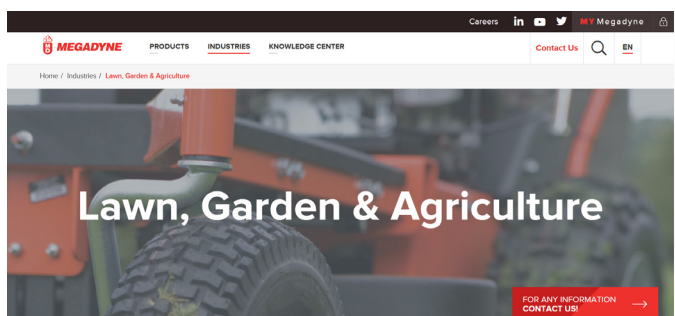 Careers in MY Megadyne
MEGADYNE PRODUCTS INDUSTRIES KNOWLEDGE CENTER Contact Us EN
Home / Industries / Lawn, Garden & Agriculture
Lawn, Garden & Agriculture
FOR ANY INFORMATION
CONTACT US!